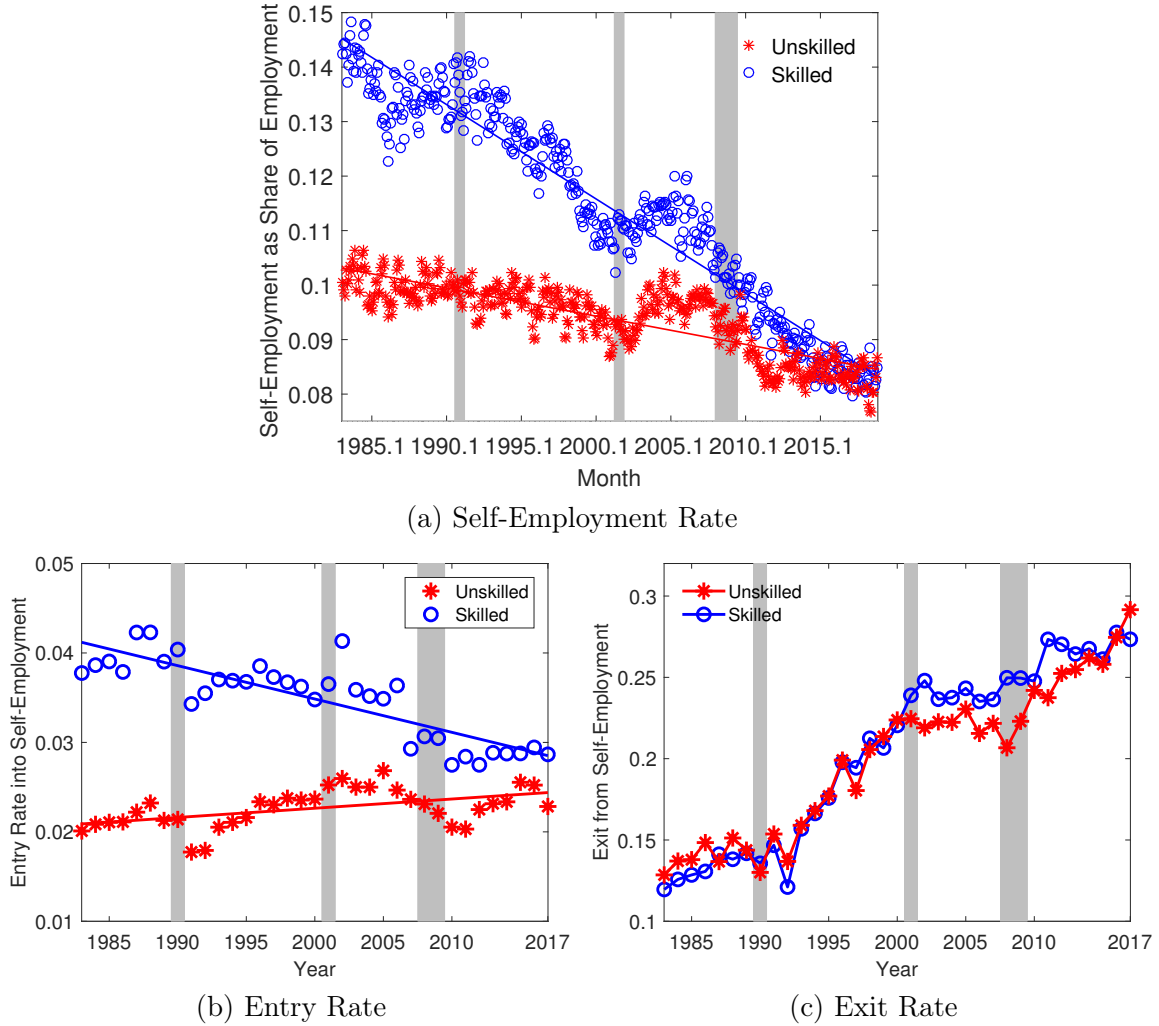 0.15
0.14
0.13
0.12
0.11
0.1
0.09
0.08
Self-Employment as Share of Employment
Unskilled
Skilled
1985.1 1990.1 1995.1 2000.1 2005.1 2010.1 2015.1
Month
(a) Self-Employment Rate
0.05
0.04
0.03
0.02
0.01
Entry Rate into Self-Employment
Unskilled
Skilled
1985 1990 1995 2000 2005 2010 2017
Year
(b) Entry Rate
0.3
0.25
0.2
0.15
0.1
Exit from Self-Employment
Unskilled
Skilled
1985 1990 1995 2000 2005 2010 2017
Year
(c) Exit Rate